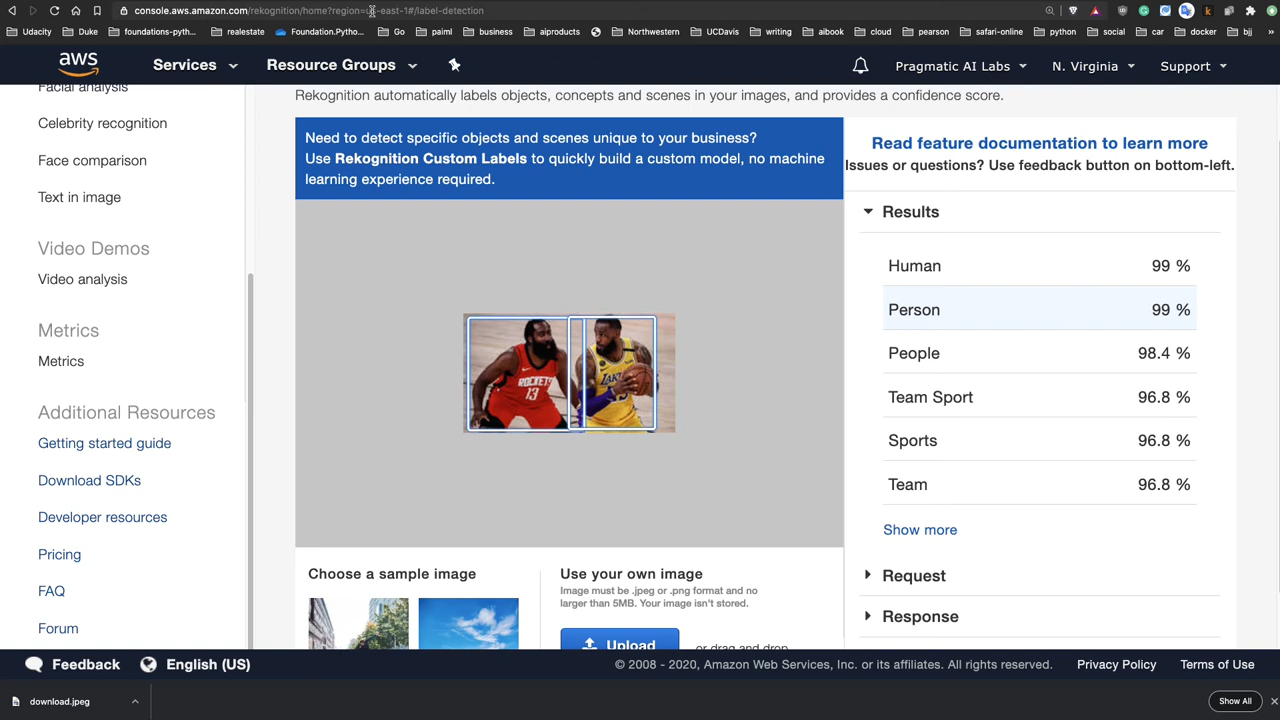 console.aws.amazon.com/rekognition/home?region=us-east-1#/label-detection
Udacity Duke foundations-pyth... realestate Foundation.Pytho... Go paiml business aiproducts Northwestern UCDavis writing aibook cloud pearson safari-online python social car docker bjj »
aws Services Resource Groups Pragmatic AI Labs N. Virginia Support
Facial analysis
Celebrity recognition
Face comparison
Text in image
Video Demos
Video analysis
Metrics
Metrics
Additional Resources
Getting started guide
Download SDKs
Developer resources
Pricing
FAQ
Forum
Rekognition automatically labels objects, concepts and scenes in your images, and provides a confidence score.
Need to detect specific objects and scenes unique to your business?
Use Rekognition Custom Labels to quickly build a custom model, no machine
learning experience required.
ROCKETS
13
Choose a sample image
Use your own image
Image must be .jpeg or .png format and no
larger than 5MB. Your image isn't stored.
Upload or drag and drop
Read feature documentation to learn more
Issues or questions? Use feedback button on bottom-left.
Results
Human 99 %
Person 99 %
People 98.4 %
Team Sport 96.8 %
Sports 96.8 %
Team 96.8 %
Show more
Request
Response
Feedback English (US) © 2008 - 2020, Amazon Web Services, Inc. or its affiliates. All rights reserved. Privacy Policy Terms of Use
download.jpeg Show All